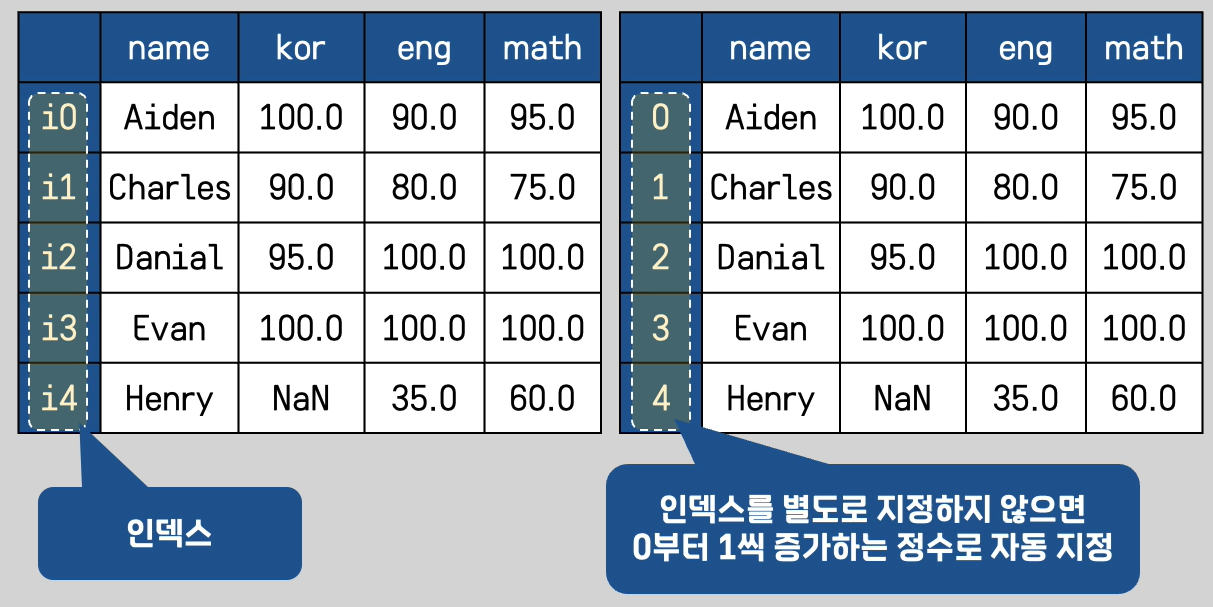 name kor eng math
i0 Aiden 100.0 90.0 95.0
i1 Charles 90.0 80.0 75.0
i2 Danial 95.0 100.0 100.0
i3 Evan 100.0 100.0 100.0
i4 Henry NaN 35.0 60.0
인덱스
name kor eng math
0 Aiden 100.0 90.0 95.0
1 Charles 90.0 80.0 75.0
2 Danial 95.0 100.0 100.0
3 Evan 100.0 100.0 100.0
4 Henry NaN 35.0 60.0
인덱스를 별도로 지정하지 않으면
0부터 1씩 증가하는 정수로 자동 지정